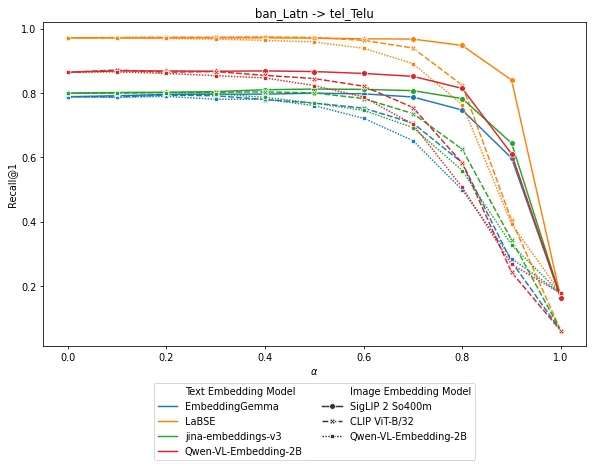 ban_Latn -> tel_Telu
Recall@1
1.0
0.8
0.6
0.4
0.2
0.0 0.2 0.4 0.6 0.8 1.0
α
Text Embedding Model
EmbeddingGemma
LaBSE
jina-embeddings-v3
Qwen-VL-Embedding-2B
Image Embedding Model
SigLIP 2 So400m
CLIP ViT-B/32
Qwen-VL-Embedding-2B